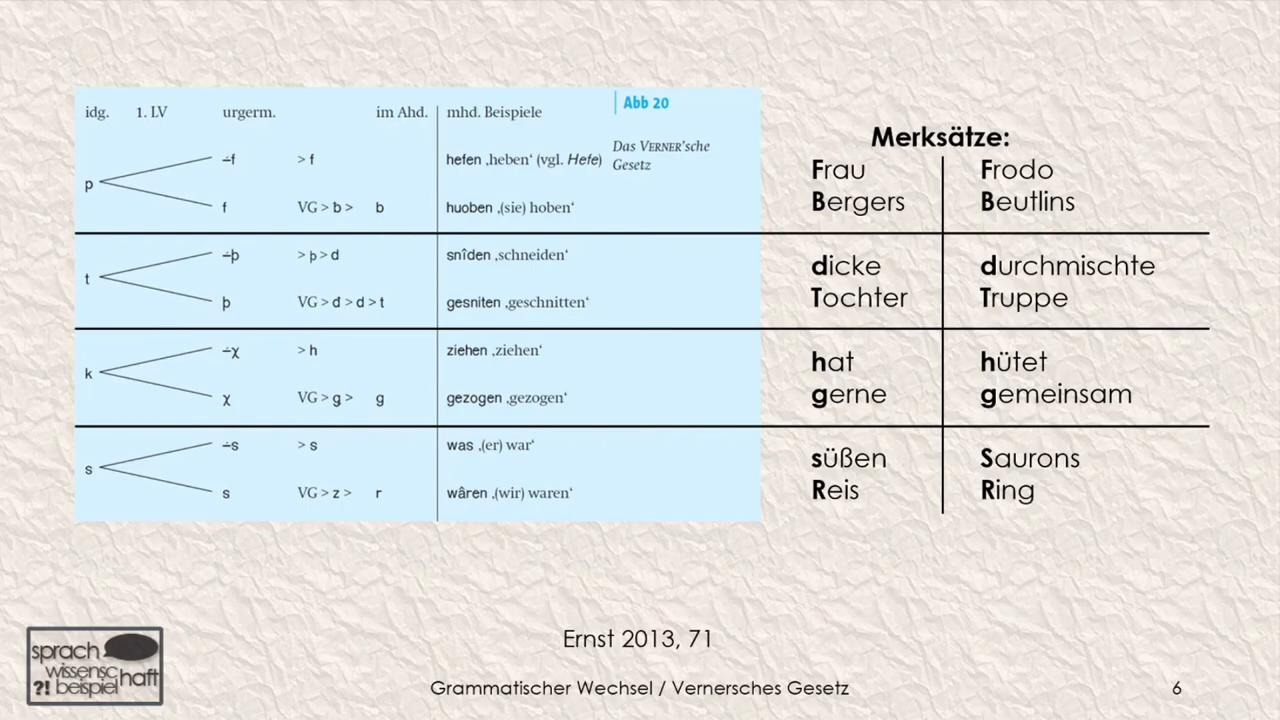 idg. 1. LV urgerm. im Ahd. mhd. Beispiele
Abb 20
Das VERNER'sche
Gesetz
p
∸f > f hefen ‚heben‘ (vgl. Hefe)
f VG > ƀ > b huoben ‚(sie) hoben‘
t
∸þ > þ > d snîden ‚schneiden‘
þ VG > đ > d > t gesniten ‚geschnitten‘
k
∸χ > h ziehen ‚ziehen‘
χ VG > g > g gezogen ‚gezogen‘
s
∸s > s was ‚(er) war‘
s VG > z > r wâren ‚(wir) waren‘
Merksätze:
Frau
Bergers
dicke
Tochter
hat
gerne
süßen
Reis
Frodo
Beutlins
durchmischte
Truppe
hütet
gemeinsam
Saurons
Ring
Ernst 2013, 71
sprach
wissensc
haft
?! beispiel
Grammatischer Wechsel / Vernersches Gesetz
6